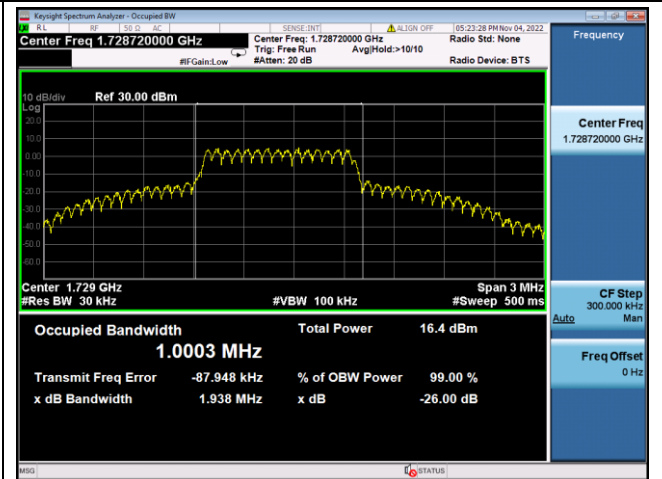 Keysight Spectrum Analyzer - Occupied BW
RL RF 50 Ω AC SENSE:INT ALIGN OFF 05:23:28 PM Nov 04, 2022
Center Freq 1.728720000 GHz
Center Freq: 1.728720000 GHz Radio Std: None
Trig: Free Run Avg|Hold:>10/10
#IFGain:Low #Atten: 20 dB Radio Device: BTS
10 dB/div Ref 30.00 dBm
Log
20.0
10.0
0.00
-10.0
-20.0
-30.0
-40.0
-50.0
-60.0
Center 1.729 GHz Span 3 MHz
#Res BW 30 kHz #VBW 100 kHz #Sweep 500 ms
Occupied Bandwidth Total Power 16.4 dBm
1.0003 MHz
Transmit Freq Error -87.948 kHz % of OBW Power 99.00 %
x dB Bandwidth 1.938 MHz x dB -26.00 dB
Frequency
Center Freq
1.728720000 GHz
CF Step
300.000 kHz
Auto Man
Freq Offset
0 Hz
MSG STATUS